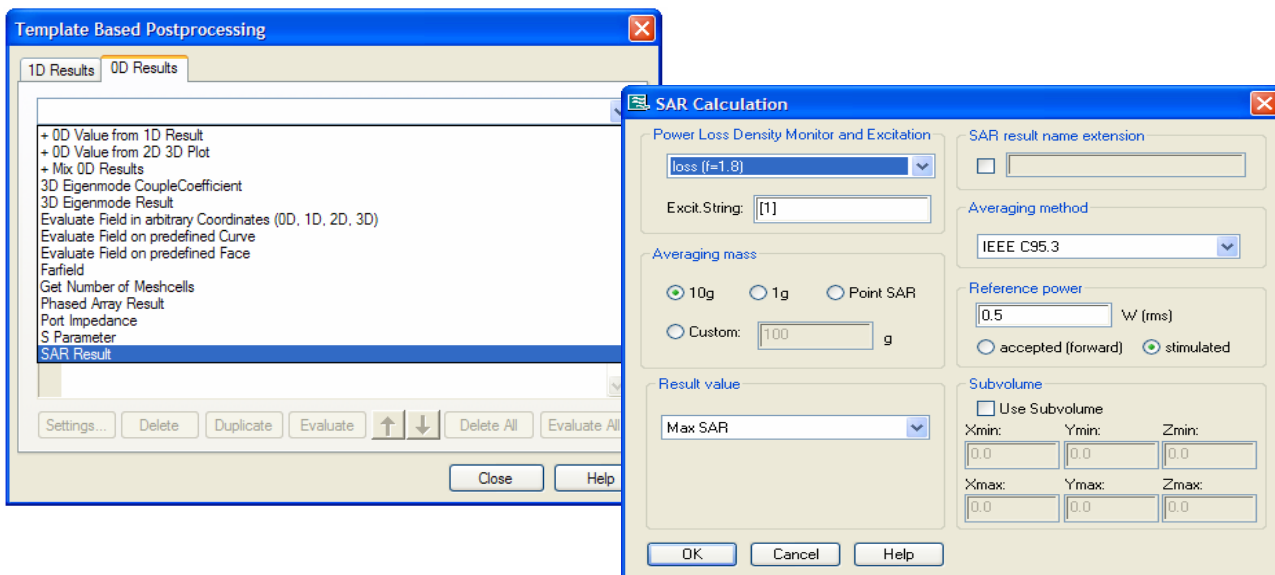 Template Based Postprocessing
1D Results
0D Results
+ 0D Value from 1D Result
+ 0D Value from 2D 3D Plot
+ Mix 0D Results
3D Eigenmode CoupleCoefficient
3D Eigenmode Result
Evaluate Field in arbitrary Coordinates (0D, 1D, 2D, 3D)
Evaluate Field on predefined Curve
Evaluate Field on predefined Face
Farfield
Get Number of Meshcells
Phased Array Result
Port Impedance
S Parameter
SAR Result
Settings... Delete Duplicate Evaluate Delete All Evaluate All
Close Help
SAR Calculation
Power Loss Density Monitor and Excitation
loss (f=1.8)
Excit.String: [1]
Averaging mass
10g 1g Point SAR
Custom: 100 g
Result value
Max SAR
SAR result name extension
Averaging method
IEEE C95.3
Reference power
0.5 W (rms)
accepted (forward) stimulated
Subvolume
Use Subvolume
Xmin: Ymin: Zmin:
0.0 0.0 0.0
Xmax: Ymax: Zmax:
0.0 0.0 0.0
OK Cancel Help